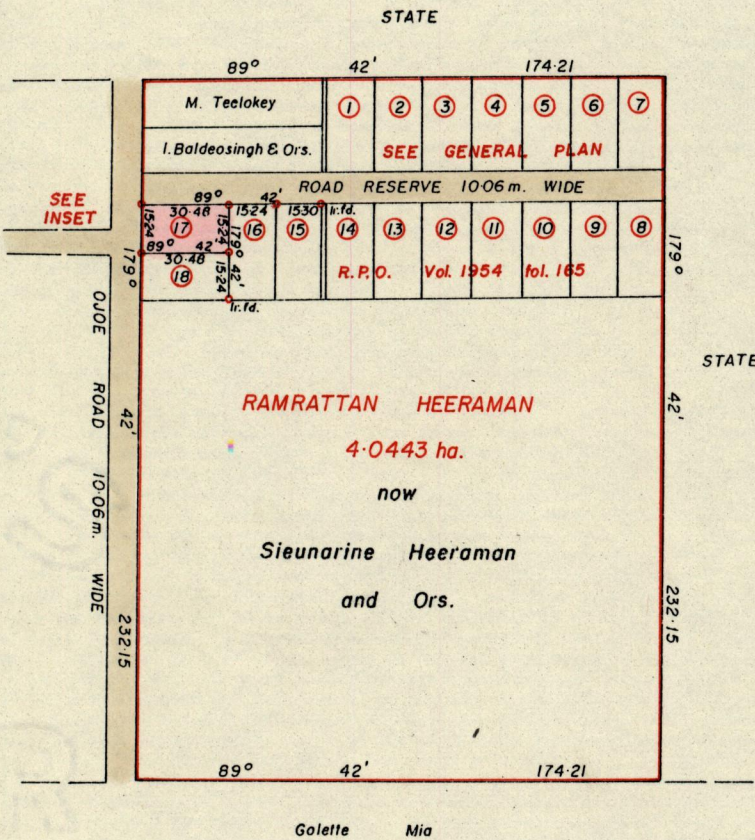 STATE
89° 42' 174·21
M. Teelokey
1 2 3 4 5 6 7
I. Baldeosingh & Ors.
SEE GENERAL PLAN
ROAD RESERVE 10·06 m. WIDE
SEE
INSET
89° 42'
30·48 15·24 15·30 Ir. fd.
15·24 17 15·24 179° 42' 16 15 14 13 12 11 10 9 8
89° 42'
30·48
18 15·24
R.P.O. Vol. 1954 fol. 165
Ir. fd.
179° 42' 232·15
OJOE ROAD 10·06 m. WIDE
179° 42' 232·15
STATE
RAMRATTAN HEERAMAN
4·0443 ha.
now
Sieunarine Heeraman
and Ors.
89° 42' 174·21
Golette Mia